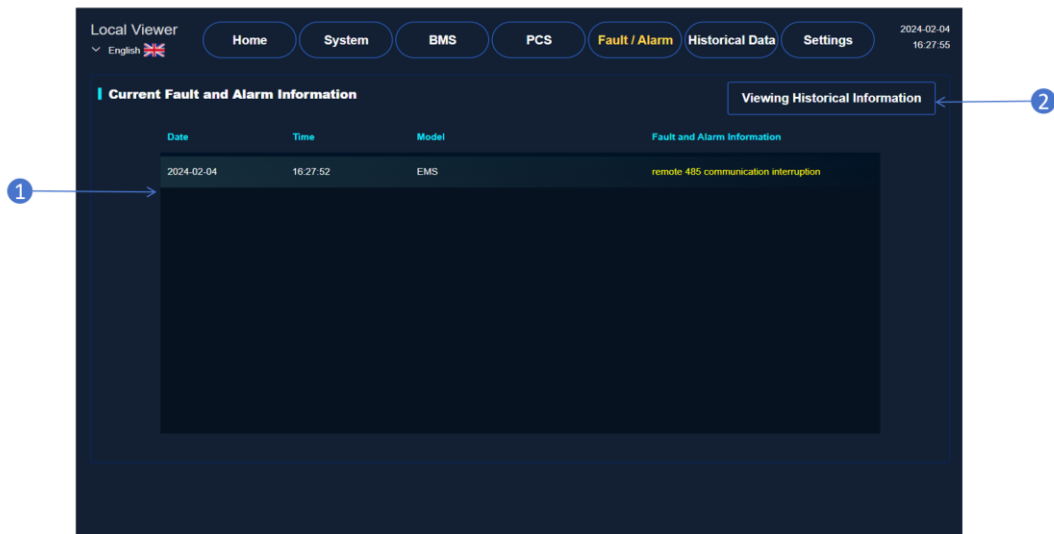 Local Viewer
English
Home System BMS PCS Fault / Alarm Historical Data Settings
2024-02-04
16:27:55
Current Fault and Alarm Information
Viewing Historical Information
2
Date Time Model Fault and Alarm Information
2024-02-04 16:27:52 EMS remote 485 communication interruption
1